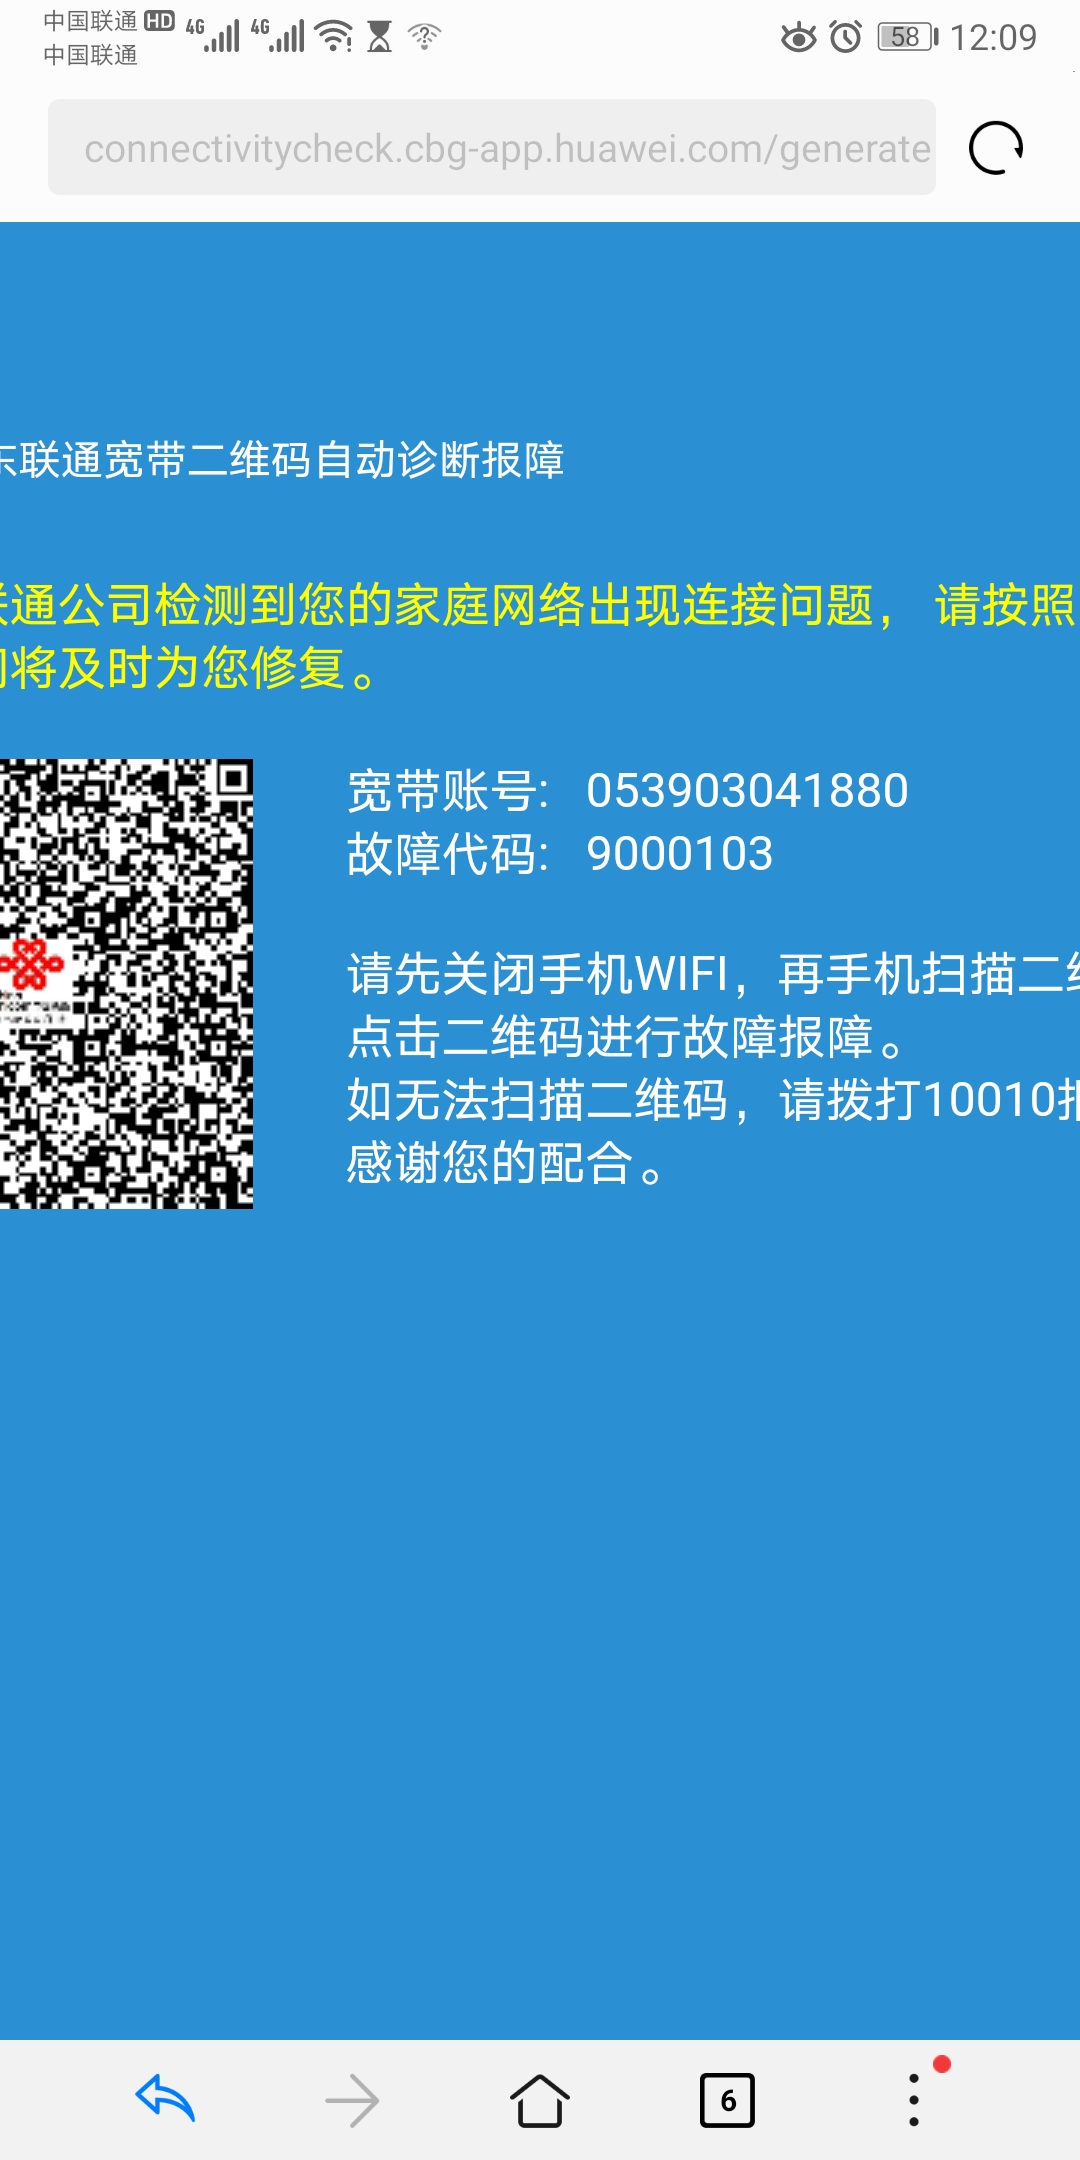 中国联通 HD 4G 4G 58 12:09
中国联通
connectivitycheck.cbg-app.huawei.com/generate
东联通宽带二维码自动诊断报障
联通公司检测到您的家庭网络出现连接问题， 请按照
们将及时为您修复。
宽带账号: 053903041880
故障代码: 9000103
请先关闭手机WIFI，再手机扫描二维
点击二维码进行故障报障。
如无法扫描二维码，请拨打10010报
感谢您的配合。
6